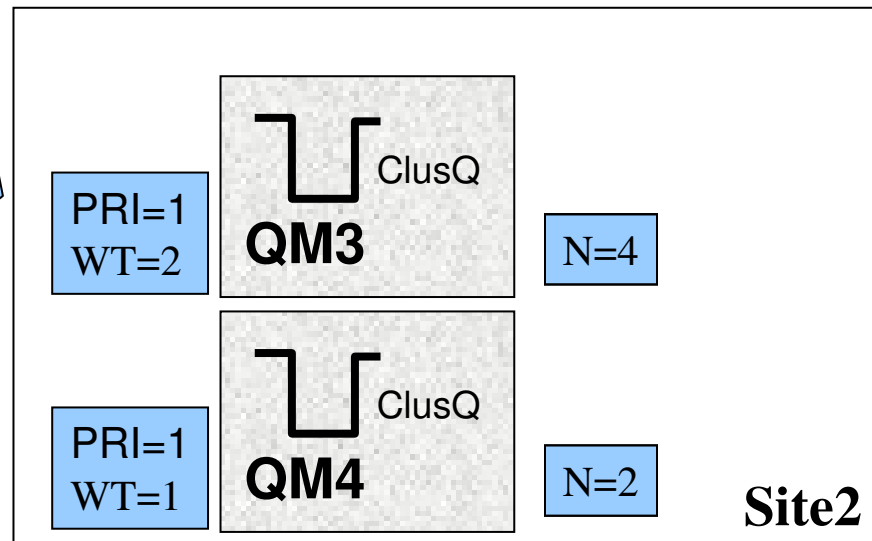 ClusQ
PRI=1
WT=2
QM3
N=4
ClusQ
PRI=1
WT=1
QM4
N=2
Site2